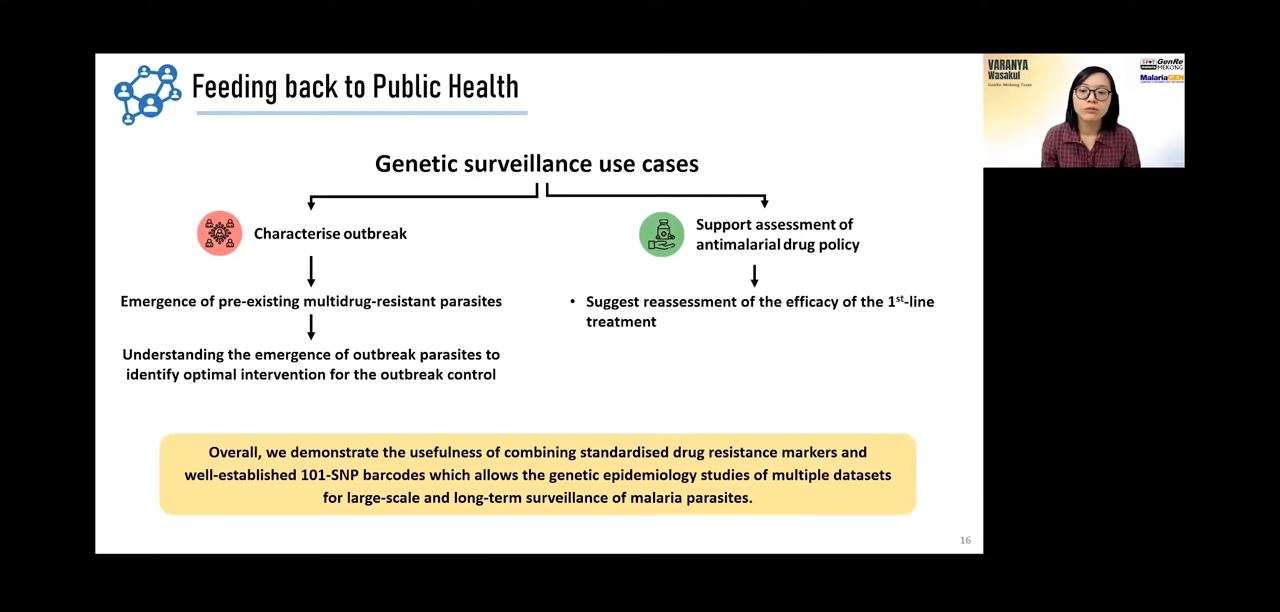 Feeding back to Public Health
VARANYA
Wasakul
GenRe-Mekong Team
SPOT
GenRe
MEKONG
MalariaGEN
Genetic surveillance use cases
Characterise outbreak
Support assessment of
antimalarial drug policy
Emergence of pre-existing multidrug-resistant parasites
• Suggest reassessment of the efficacy of the 1st-line
treatment
Understanding the emergence of outbreak parasites to
identify optimal intervention for the outbreak control
Overall, we demonstrate the usefulness of combining standardised drug resistance markers and
well-established 101-SNP barcodes which allows the genetic epidemiology studies of multiple datasets
for large-scale and long-term surveillance of malaria parasites.
16